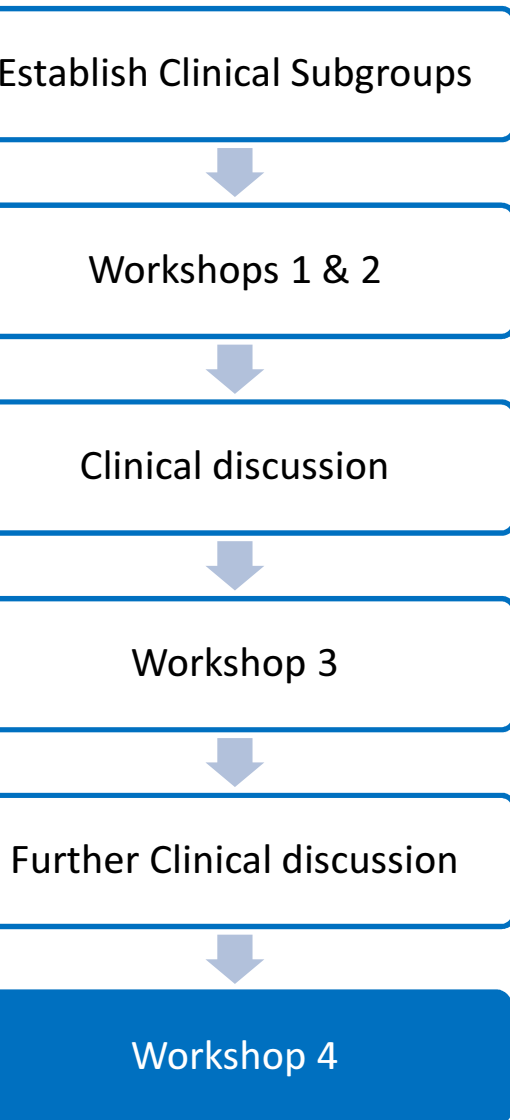 Establish Clinical Subgroups
Workshops 1 & 2
Clinical discussion
Workshop 3
Further Clinical discussion
Workshop 4